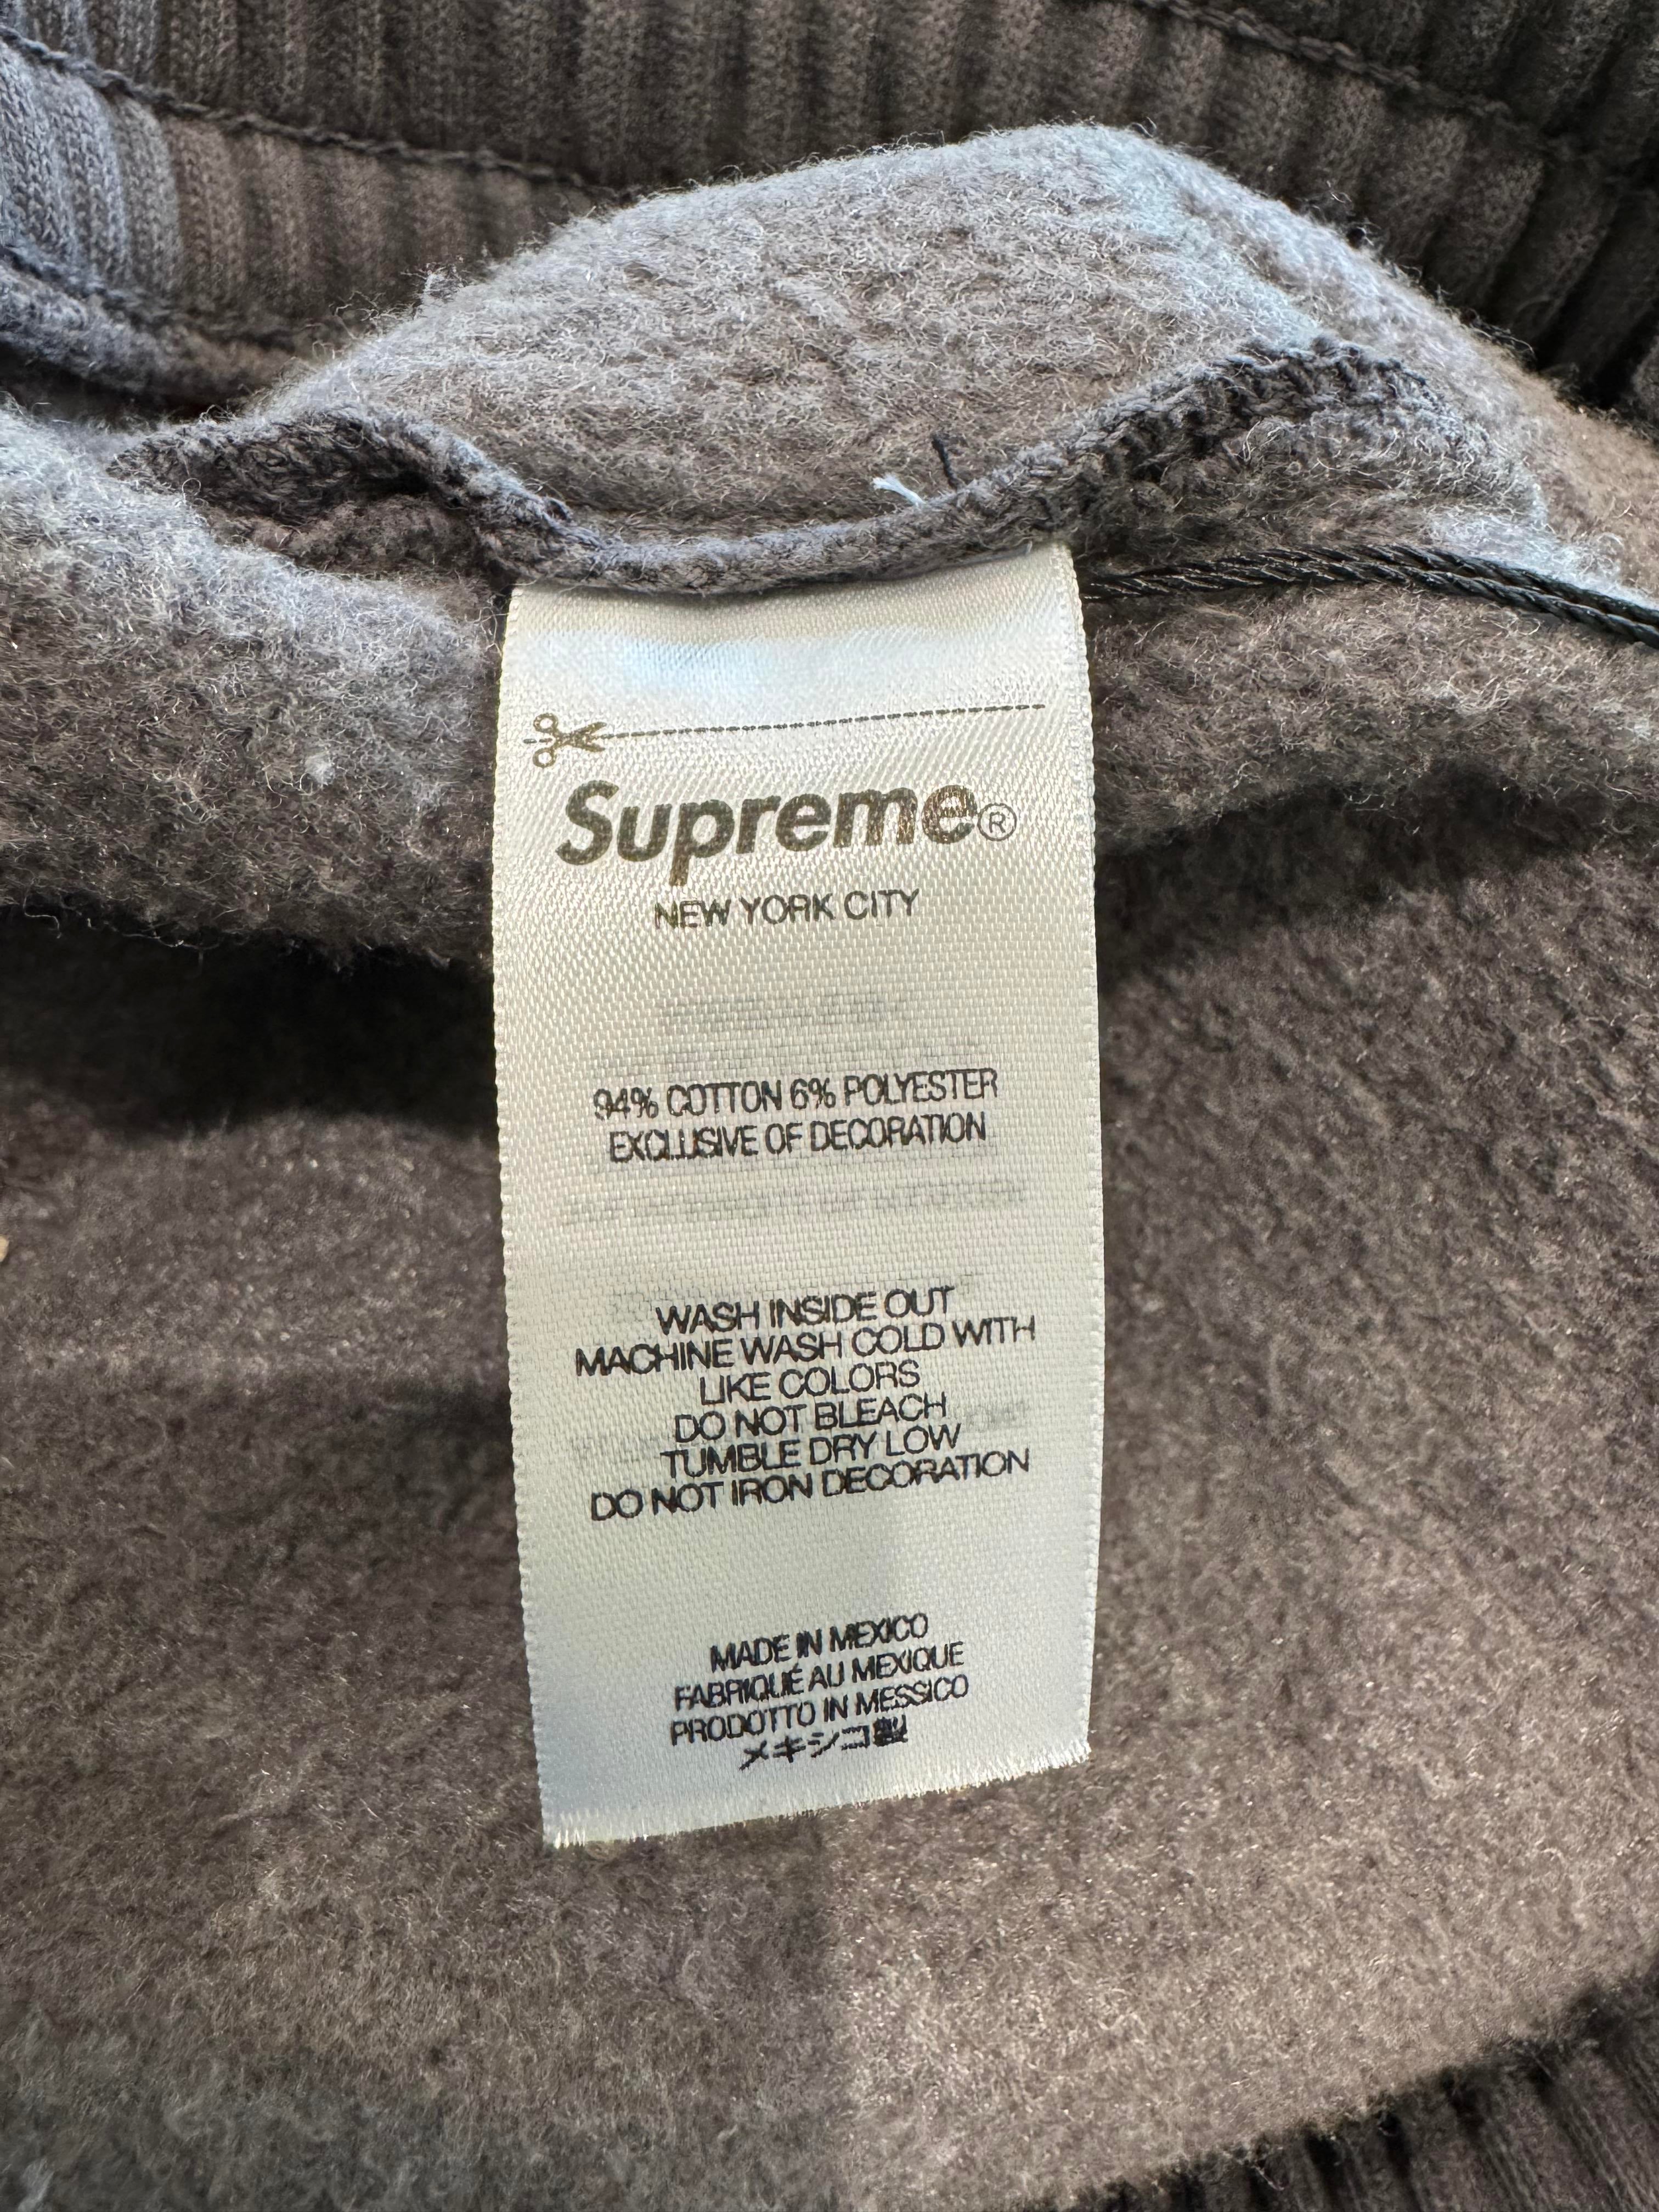 Supreme®
NEW YORK CITY
94% COTTON 6% POLYESTER
EXCLUSIVE OF DECORATION
WASH INSIDE OUT
MACHINE WASH COLD WITH
LIKE COLORS
DO NOT BLEACH
TUMBLE DRY LOW
DO NOT IRON DECORATION
MADE IN MEXICO
FABRIQUÉ AU MEXIQUE
PRODOTTO IN MESSICO
メキシコ製